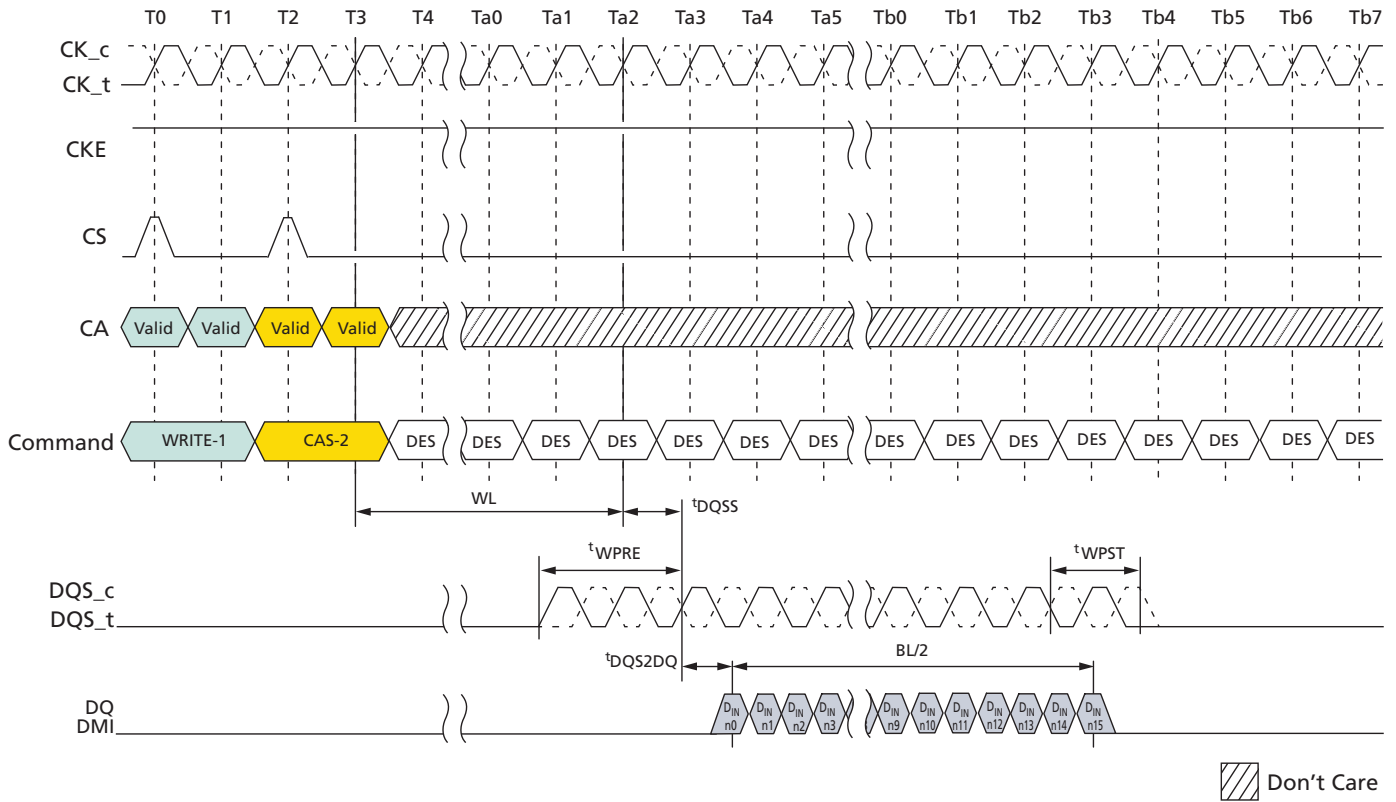 T0 T1 T2 T3 T4 Ta0 Ta1 Ta2 Ta3 Ta4 Ta5 Tb0 Tb1 Tb2 Tb3 Tb4 Tb5 Tb6 Tb7
CK_c
CK_t
CKE
CS
CA Valid Valid Valid Valid
Command WRITE-1 CAS-2 DES DES DES DES DES DES DES DES DES DES DES DES DES DES DES
WL tDQSS
tWPRE tWPST
DQS_c
DQS_t
tDQS2DQ BL/2
DQ
DMI
DIN n0 DIN n1 DIN n2 DIN n3 DIN n9 DIN n10 DIN n11 DIN n12 DIN n13 DIN n14 DIN n15
Don't Care